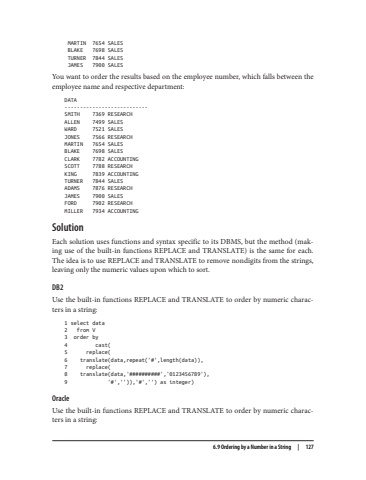 MARTIN 7654 SALES
BLAKE 7698 SALES
TURNER 7844 SALES
JAMES 7900 SALES
You want to order the results based on the employee number, which falls between the
employee name and respective department:
DATA
---------------------------
SMITH 7369 RESEARCH
ALLEN 7499 SALES
WARD 7521 SALES
JONES 7566 RESEARCH
MARTIN 7654 SALES
BLAKE 7698 SALES
CLARK 7782 ACCOUNTING
SCOTT 7788 RESEARCH
KING 7839 ACCOUNTING
TURNER 7844 SALES
ADAMS 7876 RESEARCH
JAMES 7900 SALES
FORD 7902 RESEARCH
MILLER 7934 ACCOUNTING
Solution
Each solution uses functions and syntax specific to its DBMS, but the method (mak-
ing use of the built-in functions REPLACE and TRANSLATE) is the same for each.
The idea is to use REPLACE and TRANSLATE to remove nondigits from the strings,
leaving only the numeric values upon which to sort.
DB2
Use the built-in functions REPLACE and TRANSLATE to order by numeric charac-
ters in a string:
1 select data
2 from V
3 order by
4 cast(
5 replace(
6 translate(data,repeat('#',length(data)),
7 replace(
8 translate(data,'##########','0123456789'),
9 '#','')),'#','') as integer)
Oracle
Use the built-in functions REPLACE and TRANSLATE to order by numeric charac-
ters in a string:
6.9 Ordering by a Number in a String | 127